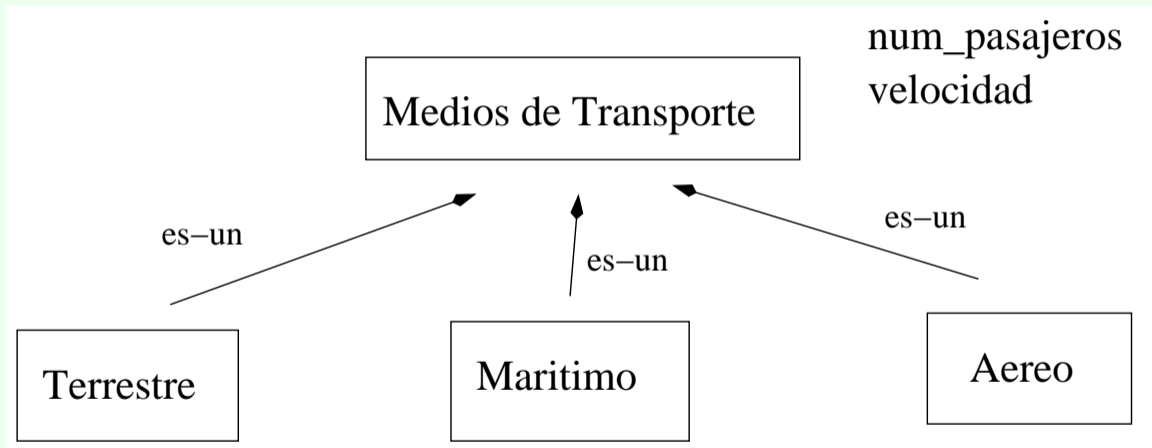 num_pasajeros
velocidad
Medios de Transporte
es−un
es−un
es−un
Terrestre
Maritimo
Aereo